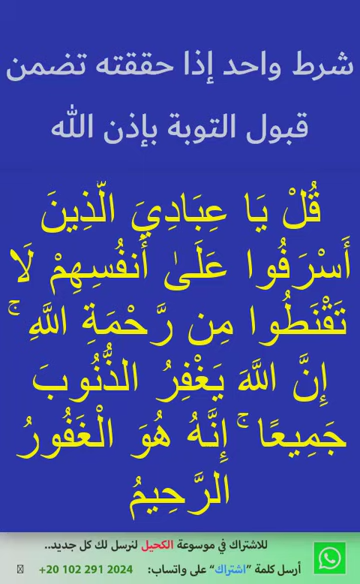 شرط واحد إذا حققته تضمن
قبول التوبة بإذن الله
قُلْ يَا عِبَادِيَ الَّذِينَ
أَسْرَفُوا عَلَىٰ أَنفُسِهِمْ لَا
تَقْنَطُوا مِن رَّحْمَةِ اللَّهِ ۚ
إِنَّ اللَّهَ يَغْفِرُ الذُّنُوبَ
جَمِيعًا ۚ إِنَّهُ هُوَ الْغَفُورُ
الرَّحِيمُ
للاشتراك في موسوعة الكحيل لنرسل لك كل جديد..
أرسل كلمة "اشتراك" على واتساب: +20 102 291 2024